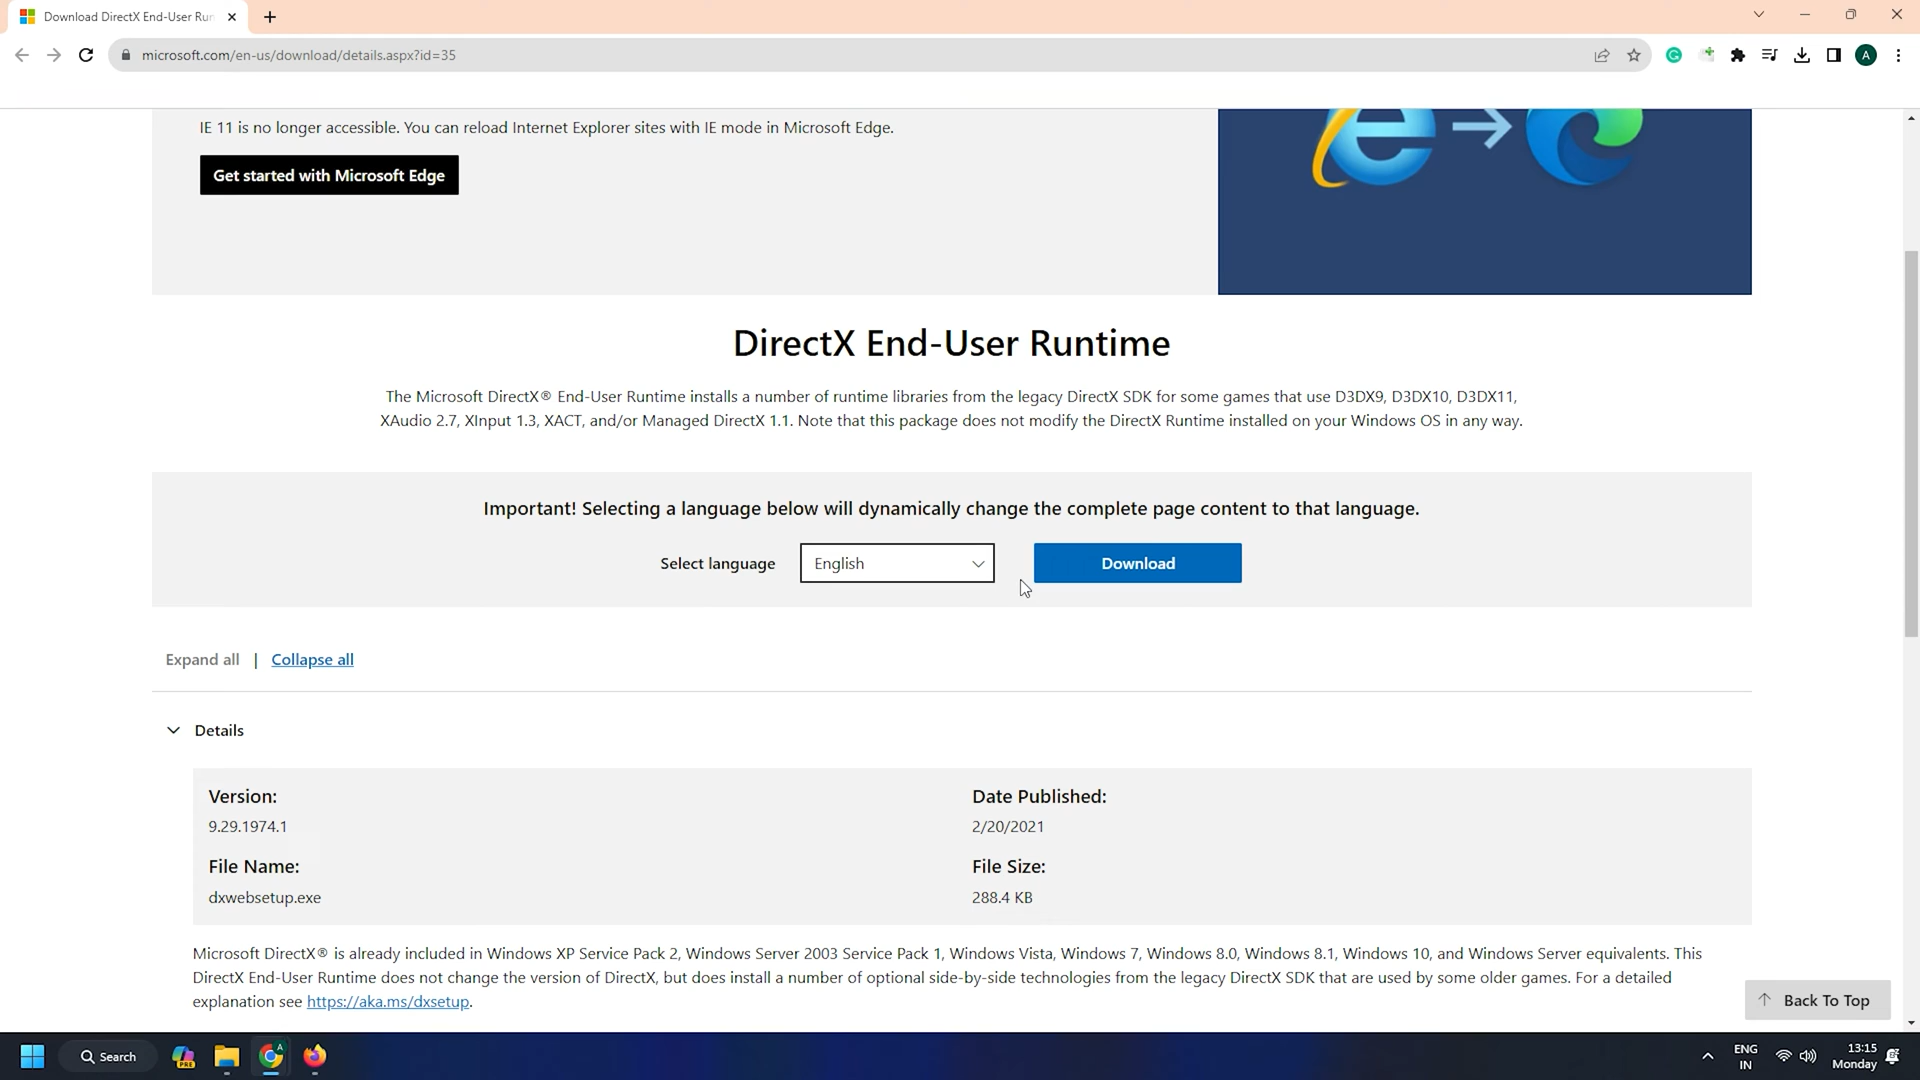 Download DirectX End-User Run
microsoft.com/en-us/download/details.aspx?id=35
A
IE 11 is no longer accessible. You can reload Internet Explorer sites with IE mode in Microsoft Edge.
Get started with Microsoft Edge
DirectX End-User Runtime
The Microsoft DirectX® End-User Runtime installs a number of runtime libraries from the legacy DirectX SDK for some games that use D3DX9, D3DX10, D3DX11,
XAudio 2.7, XInput 1.3, XACT, and/or Managed DirectX 1.1. Note that this package does not modify the DirectX Runtime installed on your Windows OS in any way.
Important! Selecting a language below will dynamically change the complete page content to that language.
Select language English Download
Expand all | Collapse all
Details
Version: Date Published:
9.29.1974.1 2/20/2021
File Name: File Size:
dxwebsetup.exe 288.4 KB
Microsoft DirectX® is already included in Windows XP Service Pack 2, Windows Server 2003 Service Pack 1, Windows Vista, Windows 7, Windows 8.0, Windows 8.1, Windows 10, and Windows Server equivalents. This
DirectX End-User Runtime does not change the version of DirectX, but does install a number of optional side-by-side technologies from the legacy DirectX SDK that are used by some older games. For a detailed
explanation see https://aka.ms/dxsetup.
Back To Top
Search PRE A ENG 13:15
IN Monday